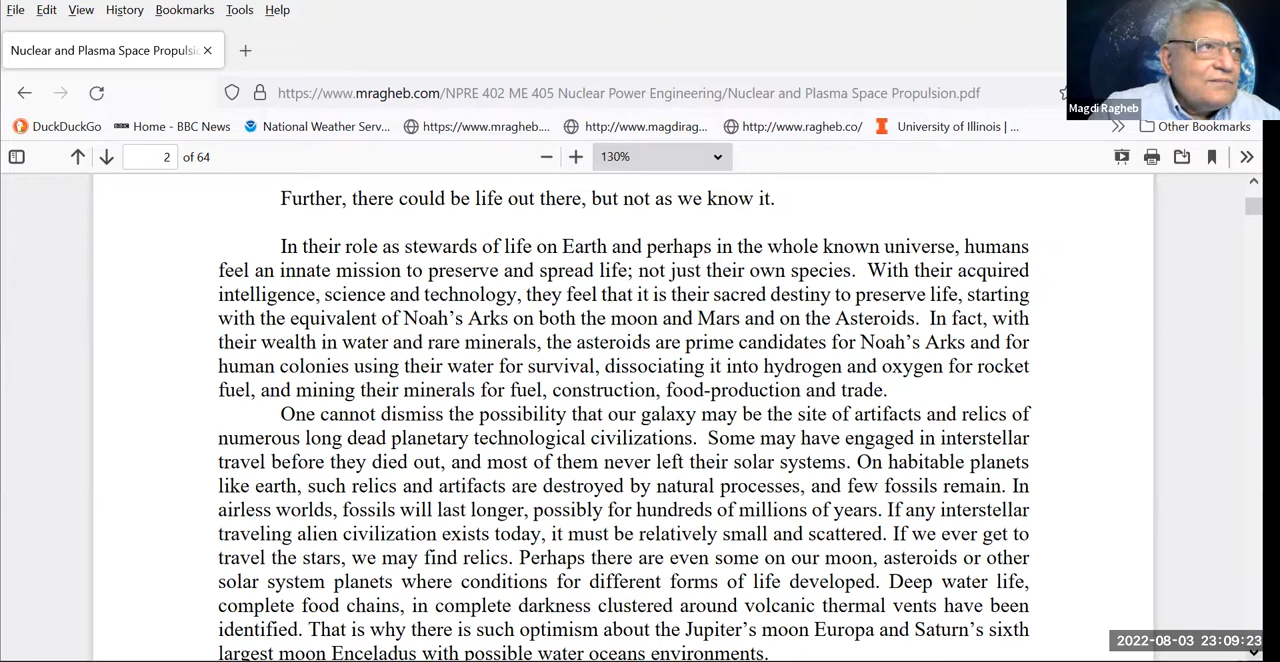 File Edit View History Bookmarks Tools Help
Nuclear and Plasma Space Propulsi
https://www.mragheb.com/NPRE 402 ME 405 Nuclear Power Engineering/Nuclear and Plasma Space Propulsion.pdf
Magdi Ragheb
DuckDuckGo BBC Home - BBC News National Weather Serv... https://www.mragheb.... http://www.magdirag... http://www.ragheb.co/ University of Illinois |... Other Bookmarks
2 of 64 130%
Further, there could be life out there, but not as we know it.
In their role as stewards of life on Earth and perhaps in the whole known universe, humans
feel an innate mission to preserve and spread life; not just their own species. With their acquired
intelligence, science and technology, they feel that it is their sacred destiny to preserve life, starting
with the equivalent of Noah's Arks on both the moon and Mars and on the Asteroids. In fact, with
their wealth in water and rare minerals, the asteroids are prime candidates for Noah's Arks and for
human colonies using their water for survival, dissociating it into hydrogen and oxygen for rocket
fuel, and mining their minerals for fuel, construction, food-production and trade.
One cannot dismiss the possibility that our galaxy may be the site of artifacts and relics of
numerous long dead planetary technological civilizations. Some may have engaged in interstellar
travel before they died out, and most of them never left their solar systems. On habitable planets
like earth, such relics and artifacts are destroyed by natural processes, and few fossils remain. In
airless worlds, fossils will last longer, possibly for hundreds of millions of years. If any interstellar
traveling alien civilization exists today, it must be relatively small and scattered. If we ever get to
travel the stars, we may find relics. Perhaps there are even some on our moon, asteroids or other
solar system planets where conditions for different forms of life developed. Deep water life,
complete food chains, in complete darkness clustered around volcanic thermal vents have been
identified. That is why there is such optimism about the Jupiter's moon Europa and Saturn's sixth
largest moon Enceladus with possible water oceans environments.
2022-08-03 23:09:23